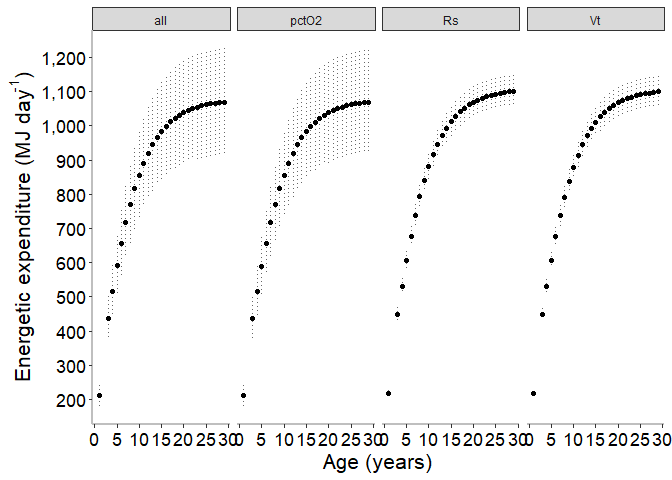 all pctO2 Rs Vt
Energetic expenditure (MJ day⁻¹)
1,200
1,100
1,000
900
800
700
600
500
400
300
200
0 5 10 15 20 25 30 0 5 10 15 20 25 30 0 5 10 15 20 25 30 0 5 10 15 20 25 30
Age (years)